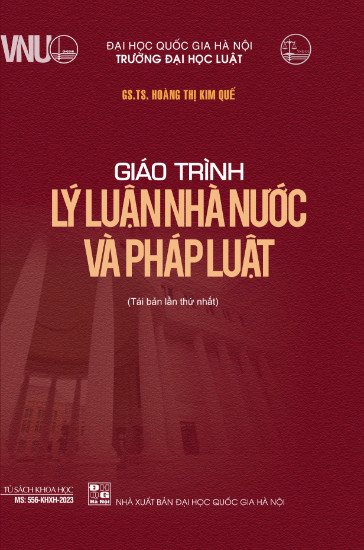 VNU
ĐẠI HỌC QUỐC GIA HÀ NỘI
TRƯỜNG ĐẠI HỌC LUẬT
GS.TS. HOÀNG THỊ KIM QUẾ
GIÁO TRÌNH
LÝ LUẬN NHÀ NƯỚC
VÀ PHÁP LUẬT
(Tái bản lần thứ nhất)
TỦ SÁCH KHOA HỌC
MS: 556-KHXH-2023
Hà Nội
NHÀ XUẤT BẢN ĐẠI HỌC QUỐC GIA HÀ NỘI